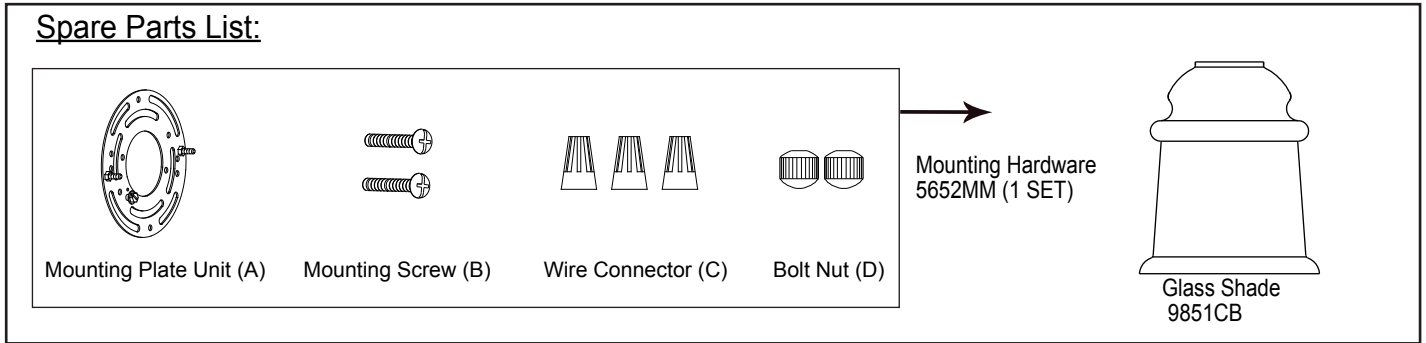 Spare Parts List:
Mounting Plate Unit (A)
Mounting Screw (B)
Wire Connector (C)
Bolt Nut (D)
Mounting Hardware
5652MM (1 SET)
Glass Shade
9851CB